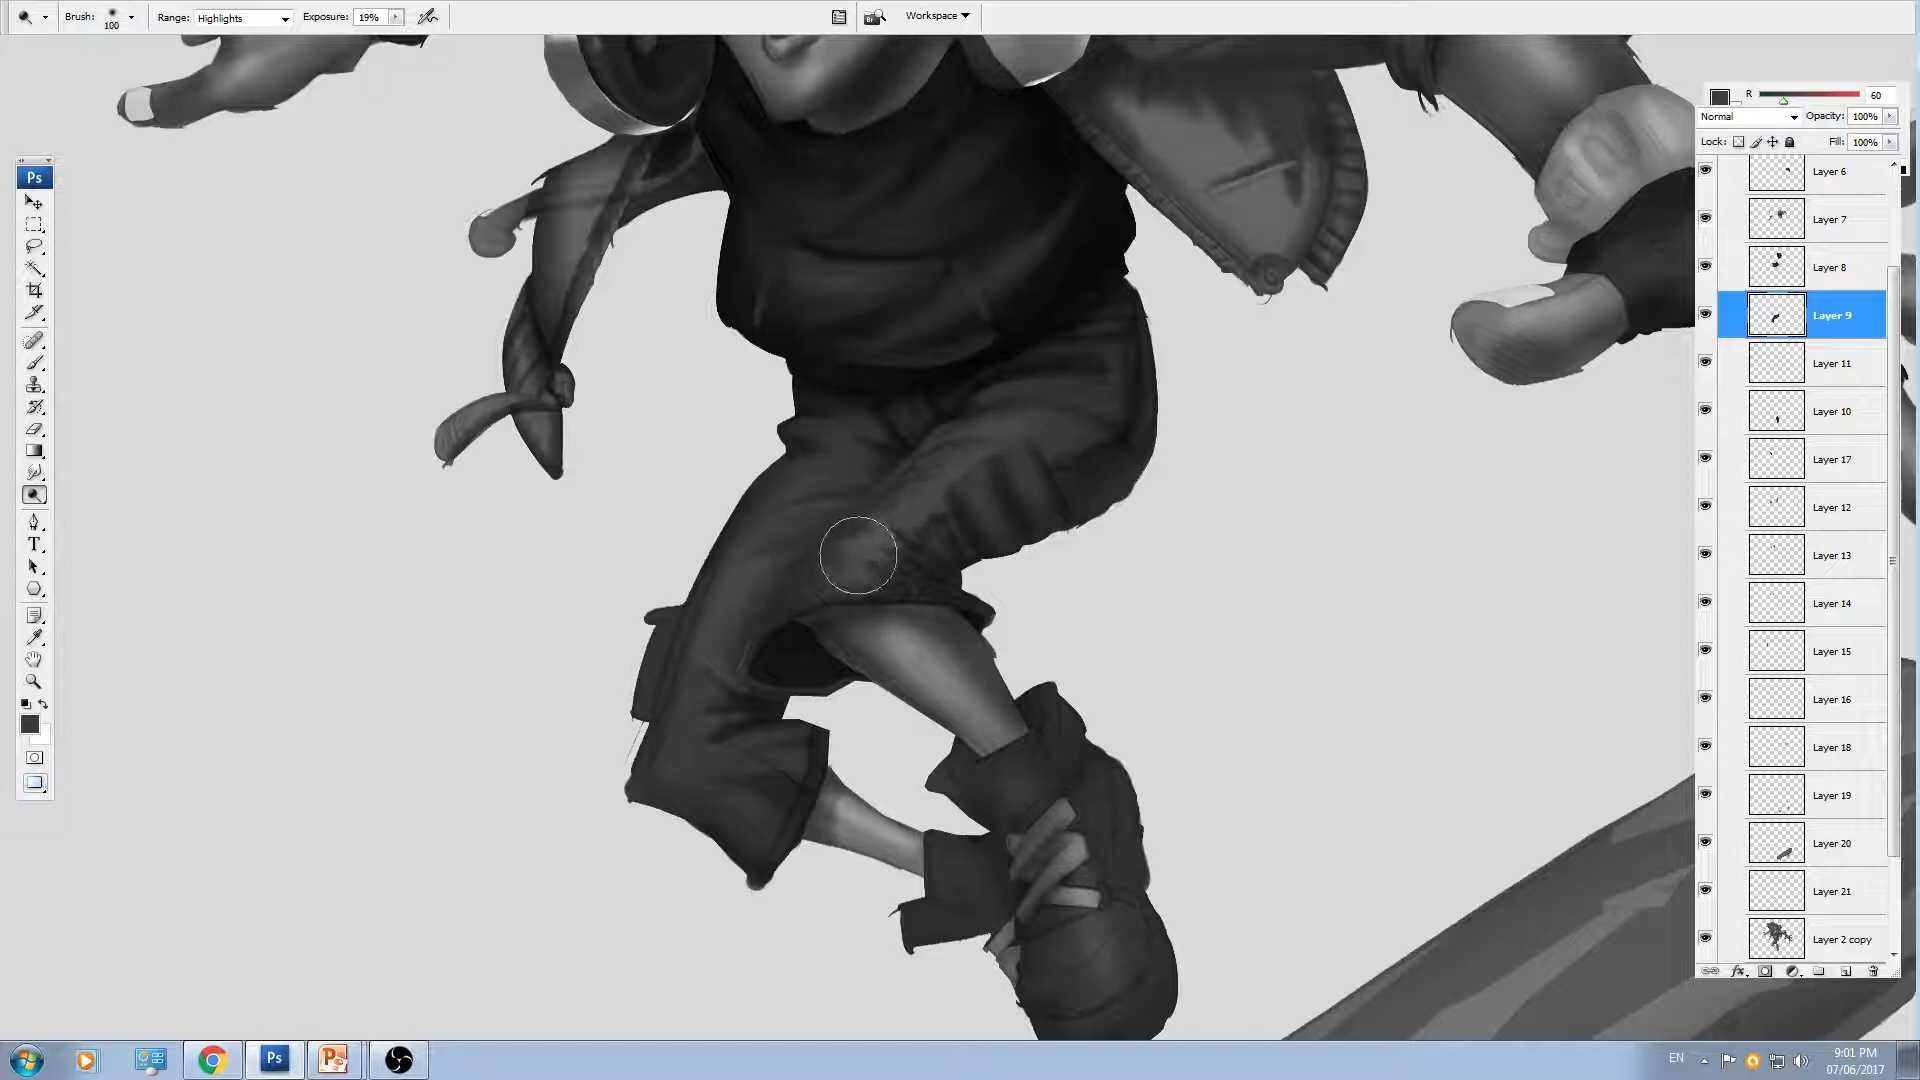 Brush:
100
Range:
Highlights
Exposure:
19%
Br
Workspace
R
60
Normal
Opacity:
100%
Lock:
Fill:
100%
Ps
T
Layer 6
Layer 7
Layer 8
Layer 9
Layer 11
Layer 10
Layer 17
Layer 12
Layer 13
Layer 14
Layer 15
Layer 16
Layer 18
Layer 19
Layer 20
Layer 21
Layer 2 copy
fx
Ps
P
EN
9:01 PM
07/06/2017